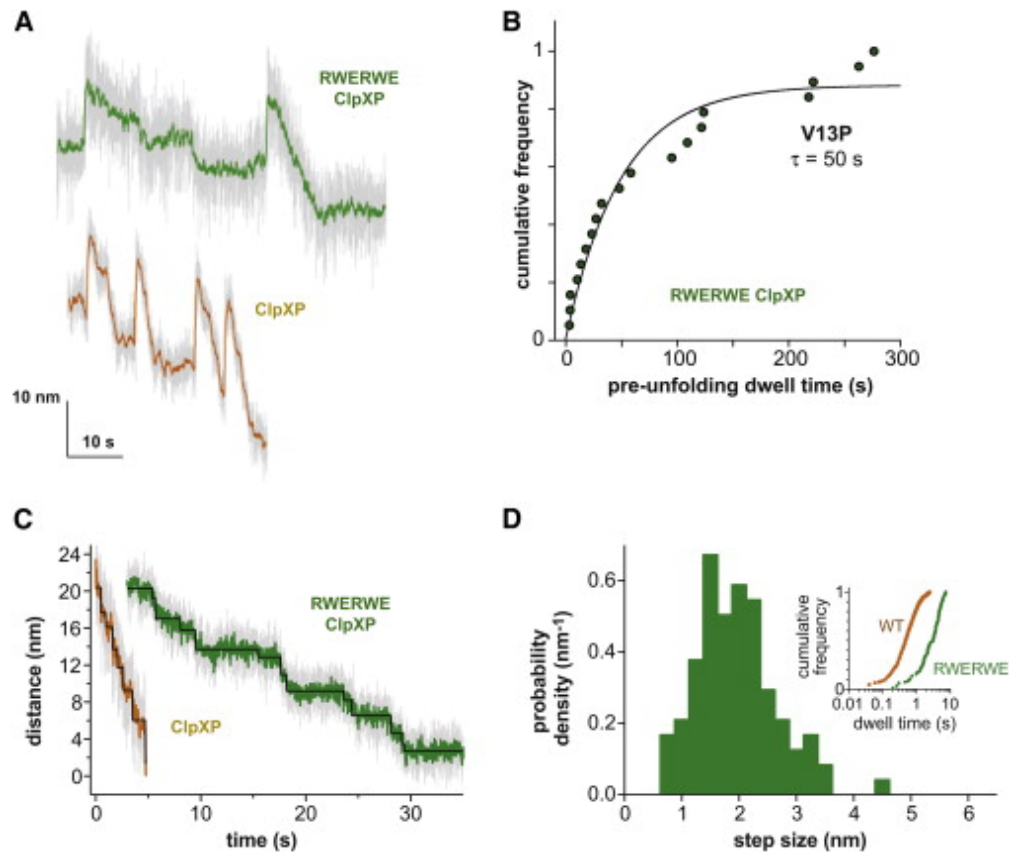 A
RWERWE
ClpXP
ClpXP
10 nm
10 s
B
cumulative frequency
1
0
V13P
τ = 50 s
RWERWE ClpXP
0 100 200 300
pre-unfolding dwell time (s)
C
distance (nm)
24
20
16
12
8
4
0
RWERWE
ClpXP
ClpXP
0 10 20 30
time (s)
D
probability
density (nm-1)
0.6
0.4
0.2
0.0
0 1 2 3 4 5 6
step size (nm)
cumulative
frequency
1
0
WT
RWERWE
0.01 0.1 1 10
dwell time (s)